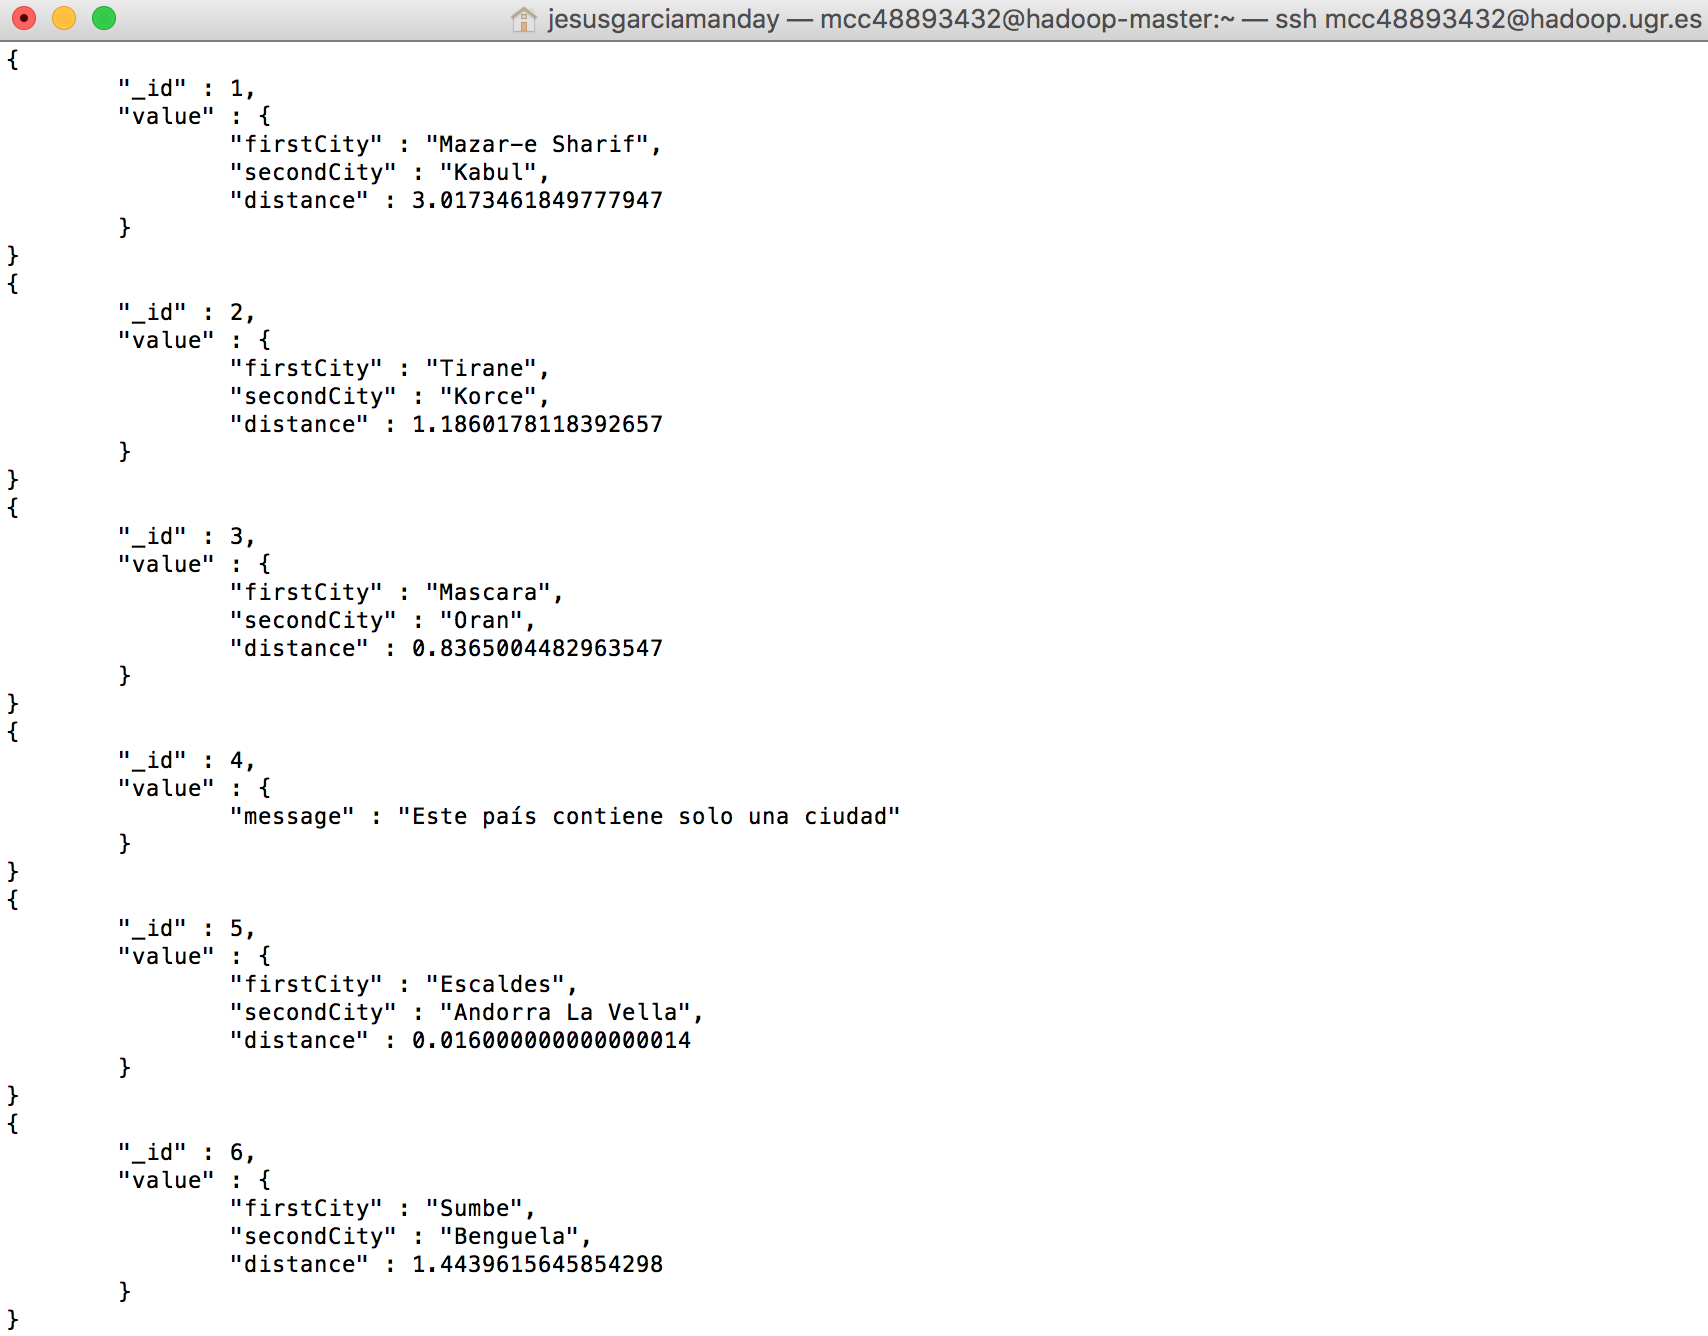 jesusgarciamanday — mcc48893432@hadoop-master:~ — ssh mcc48893432@hadoop.ugr.es
{
"_id" : 1,
"value" : {
"firstCity" : "Mazar-e Sharif",
"secondCity" : "Kabul",
"distance" : 3.0173461849777947
}
}
{
"_id" : 2,
"value" : {
"firstCity" : "Tirane",
"secondCity" : "Korce",
"distance" : 1.1860178118392657
}
}
{
"_id" : 3,
"value" : {
"firstCity" : "Mascara",
"secondCity" : "Oran",
"distance" : 0.8365004482963547
}
}
{
"_id" : 4,
"value" : {
"message" : "Este país contiene solo una ciudad"
}
}
{
"_id" : 5,
"value" : {
"firstCity" : "Escaldes",
"secondCity" : "Andorra La Vella",
"distance" : 0.016000000000000014
}
}
{
"_id" : 6,
"value" : {
"firstCity" : "Sumbe",
"secondCity" : "Benguela",
"distance" : 1.4439615645854298
}
}